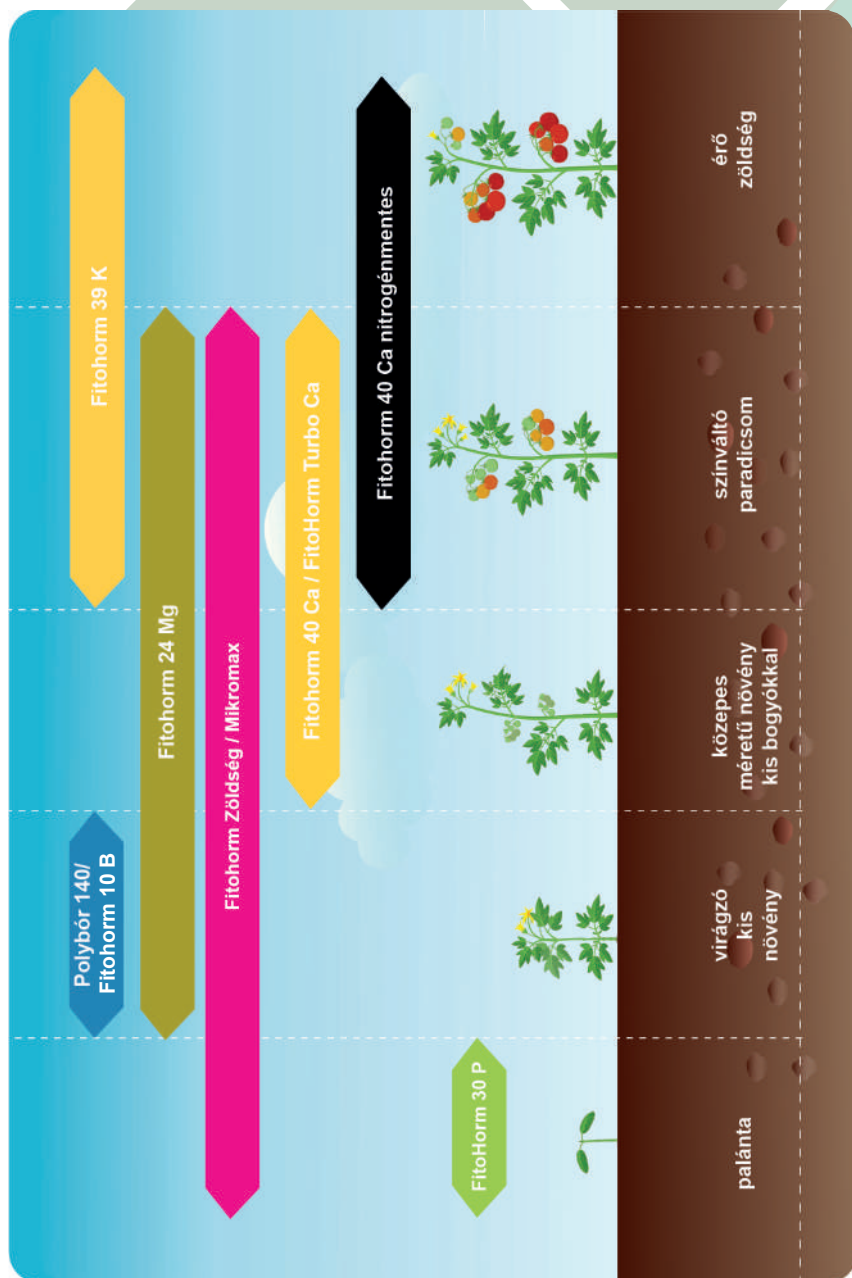 Polybór 140/
Fitohorm 10 B
Fitohorm 39 K
Fitohorm 24 Mg
Fitohorm Zöldség / Mikromax
Fitohorm 40 Ca / FitoHorm Turbo Ca
Fitohorm 40 Ca nitrogénmentes
FitoHorm 30 P
palánta
virágzó
kis
növény
közepes
méretű növény
kis bogyókkal
színváltó
paradicsom
érő
zöldség